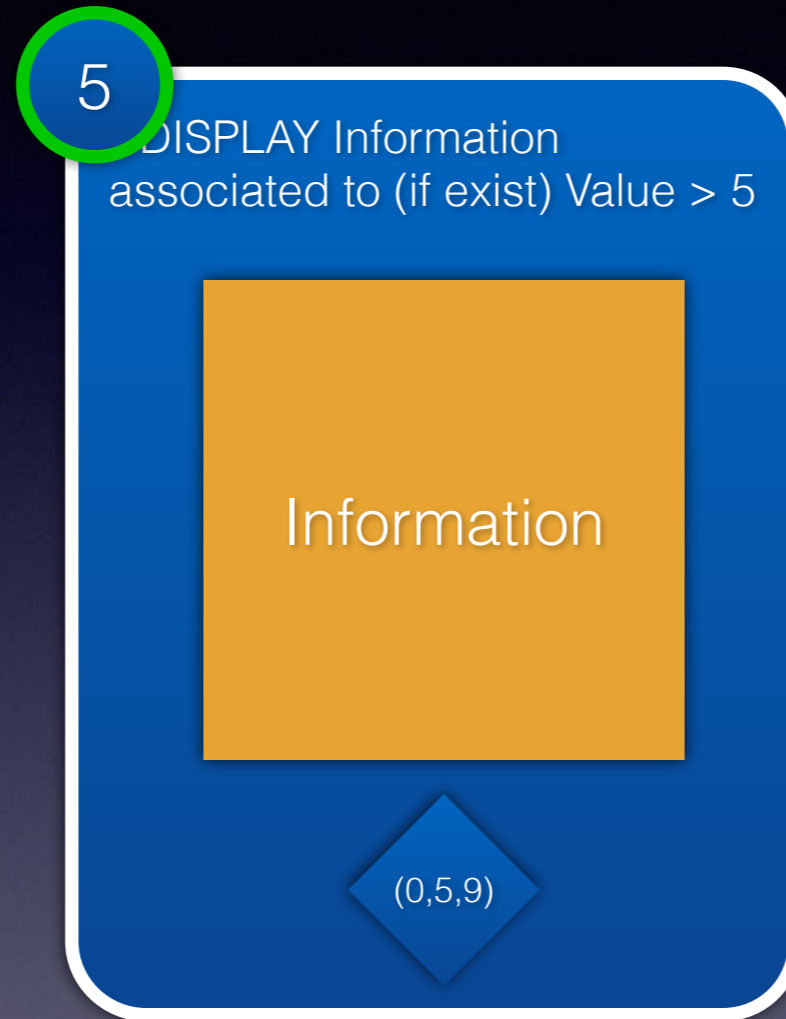 5
DISPLAY Information
associated to (if exist) Value > 5
Information
(0,5,9)